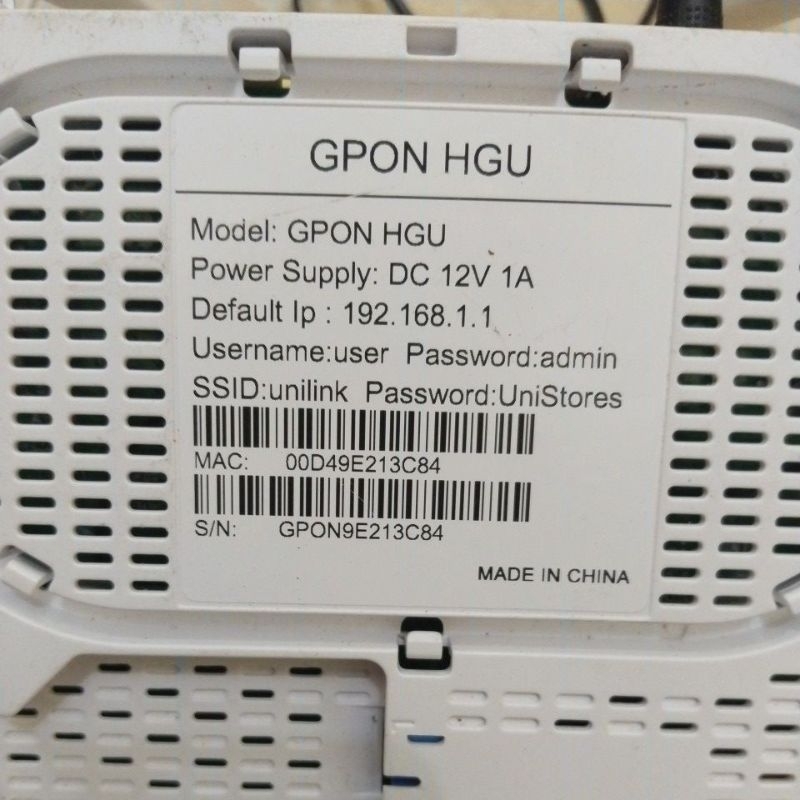 GPON HGU
Model: GPON HGU
Power Supply: DC 12V 1A
Default Ip : 192.168.1.1
Username:user Password:admin
SSID:unilink Password:UniStores
MAC: 00D49E213C84
S/N: GPON9E213C84
MADE IN CHINA